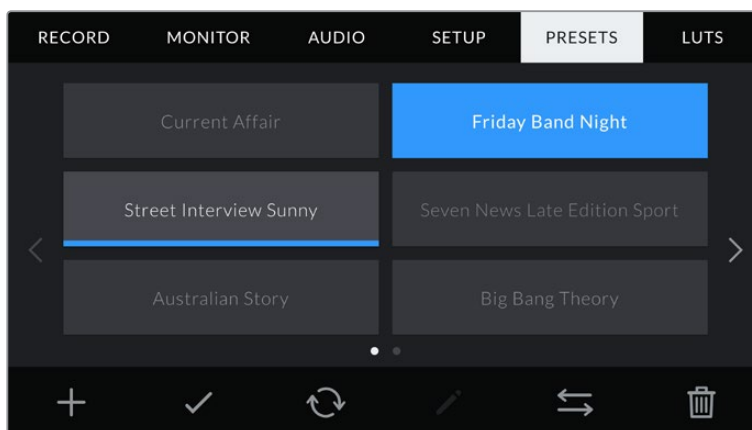 RECORD MONITOR AUDIO SETUP PRESETS LUTS
Current Affair Friday Band Night
Street Interview Sunny Seven News Late Edition Sport
Australian Story Big Bang Theory